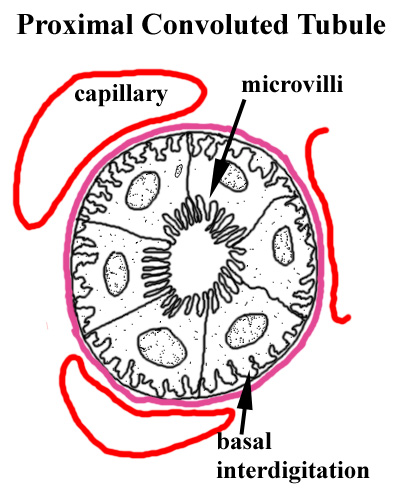 Proximal Convoluted Tubule
capillary
microvilli
basal
interdigitation